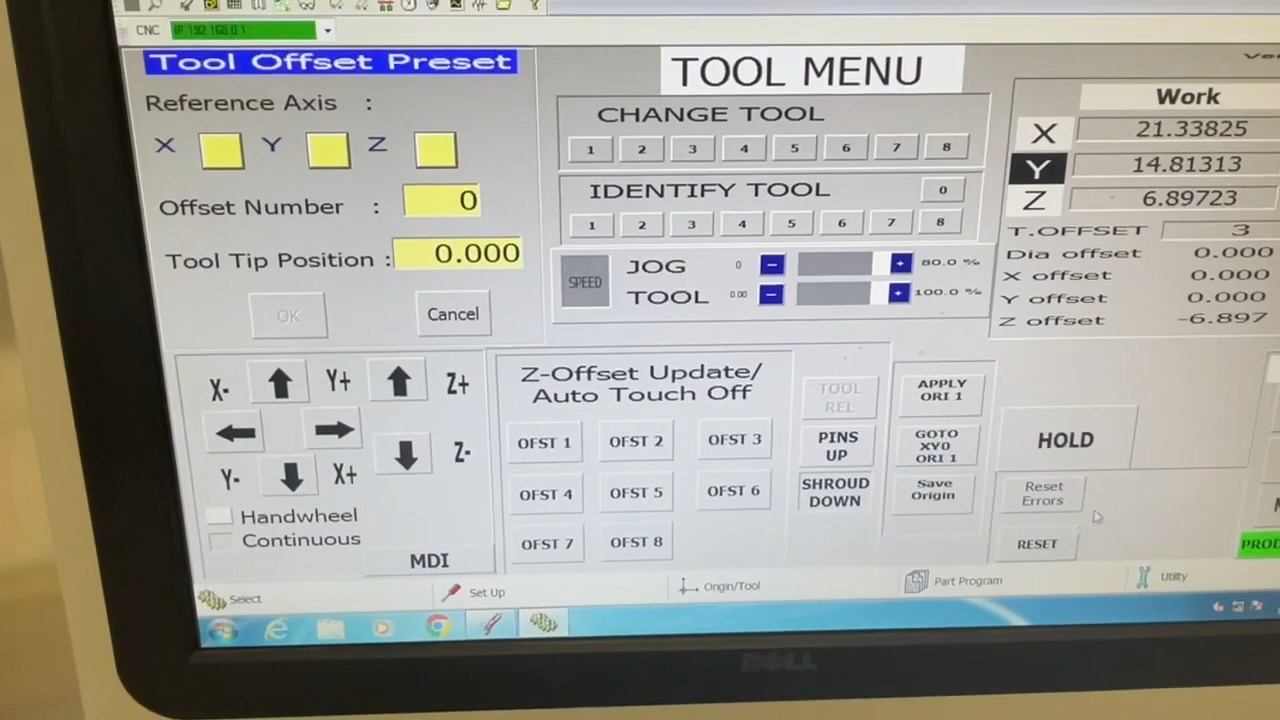 CNC IP 192.168.0.1
Tool Offset Preset
Reference Axis :
X Y Z
Offset Number : 0
Tool Tip Position : 0.000
OK Cancel
TOOL MENU
CHANGE TOOL
1 2 3 4 5 6 7 8
IDENTIFY TOOL 0
1 2 3 4 5 6 7 8
SPEED
JOG 0 - + 80.0 %
TOOL 0.00 - + 100.0 %
Work
X 21.33825
Y 14.81313
Z 6.89723
T.OFFSET 3
Dia offset 0.000
X offset 0.000
Y offset 0.000
Z offset -6.897
X- Y+ Z+
Y- X+ Z-
Handwheel
Continuous
MDI
Z-Offset Update/
Auto Touch Off
OFST 1 OFST 2 OFST 3
OFST 4 OFST 5 OFST 6
OFST 7 OFST 8
TOOL
REL
PINS
UP
SHROUD
DOWN
APPLY
ORI 1
GOTO
XY0
ORI 1
Save
Origin
HOLD
Reset
Errors
RESET
Select
Set Up
Origin/Tool
Part Program
Utility
DELL